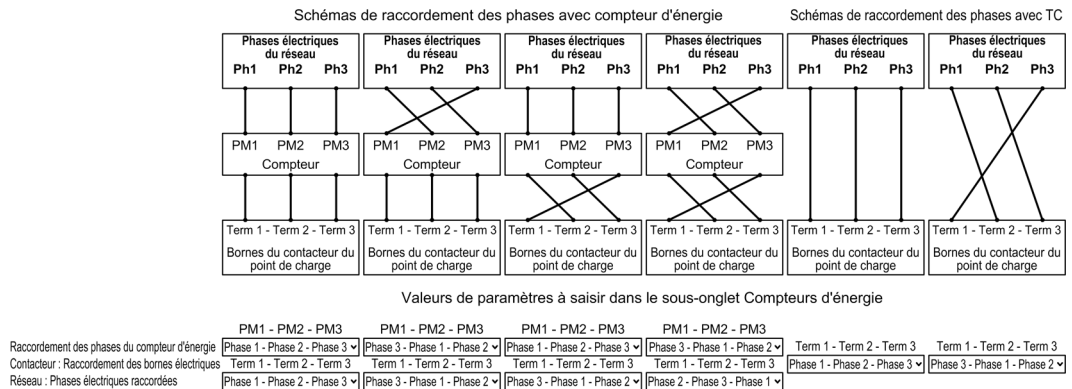 Schémas de raccordement des phases avec compteur d'énergie Schémas de raccordement des phases avec TC
Phases électriques du réseau Phases électriques du réseau Phases électriques du réseau Phases électriques du réseau Phases électriques du réseau Phases électriques du réseau
Ph1 Ph2 Ph3 Ph1 Ph2 Ph3 Ph1 Ph2 Ph3 Ph1 Ph2 Ph3 Ph1 Ph2 Ph3 Ph1 Ph2 Ph3
PM1 PM2 PM3 PM1 PM2 PM3 PM1 PM2 PM3 PM1 PM2 PM3
Compteur Compteur Compteur Compteur
Term 1 - Term 2 - Term 3 Term 1 - Term 2 - Term 3 Term 1 - Term 2 - Term 3 Term 1 - Term 2 - Term 3 Term 1 - Term 2 - Term 3 Term 1 - Term 2 - Term 3
Bornes du contacteur du Bornes du contacteur du Bornes du contacteur du Bornes du contacteur du Bornes du contacteur du Bornes du contacteur du
point de charge point de charge point de charge point de charge point de charge point de charge
Valeurs de paramètres à saisir dans le sous-onglet Compteurs d'énergie
PM1 - PM2 - PM3 PM1 - PM2 - PM3 PM1 - PM2 - PM3 PM1 - PM2 - PM3
Raccordement des phases du compteur d'énergie Phase 1 - Phase 2 - Phase 3 Phase 3 - Phase 1 - Phase 2 Phase 1 - Phase 2 - Phase 3 Phase 3 - Phase 1 - Phase 2 Term 1 - Term 2 - Term 3 Term 1 - Term 2 - Term 3
Contacteur : Raccordement des bornes électriques Term 1 - Term 2 - Term 3 Term 1 - Term 2 - Term 3 Term 1 - Term 2 - Term 3 Term 1 - Term 2 - Term 3 Phase 1 - Phase 2 - Phase 3 Phase 3 - Phase 1 - Phase 2
Réseau : Phases électriques raccordées Phase 1 - Phase 2 - Phase 3 Phase 3 - Phase 1 - Phase 2 Phase 3 - Phase 1 - Phase 2 Phase 2 - Phase 3 - Phase 1